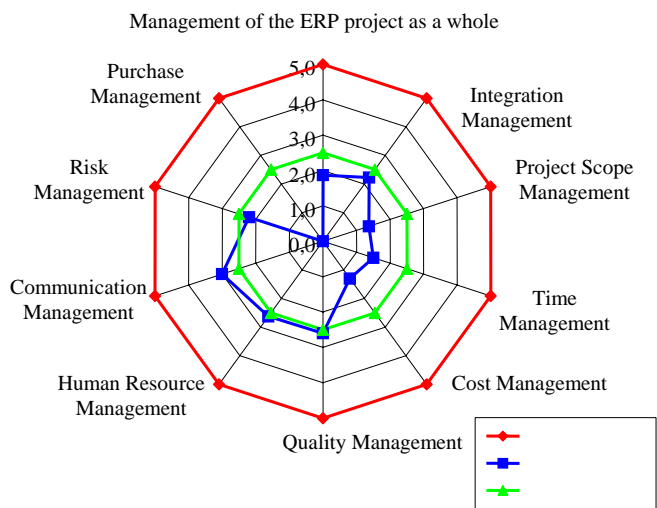 Management of the ERP project as a whole
Purchase
Management
5,0
4,0
3,0
2,0
1,0
0,0
Integration
Management
Risk
Management
Project Scope
Management
Communication
Management
Time
Management
Human Resource
Management
Cost Management
Quality Management